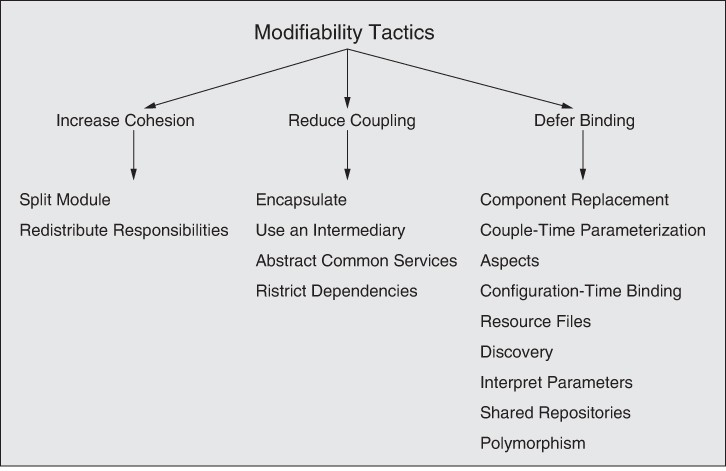 Modifiability Tactics
Increase Cohesion
Reduce Coupling
Defer Binding
Split Module
Redistribute Responsibilities
Encapsulate
Use an Intermediary
Abstract Common Services
Ristrict Dependencies
Component Replacement
Couple-Time Parameterization
Aspects
Configuration-Time Binding
Resource Files
Discovery
Interpret Parameters
Shared Repositories
Polymorphism